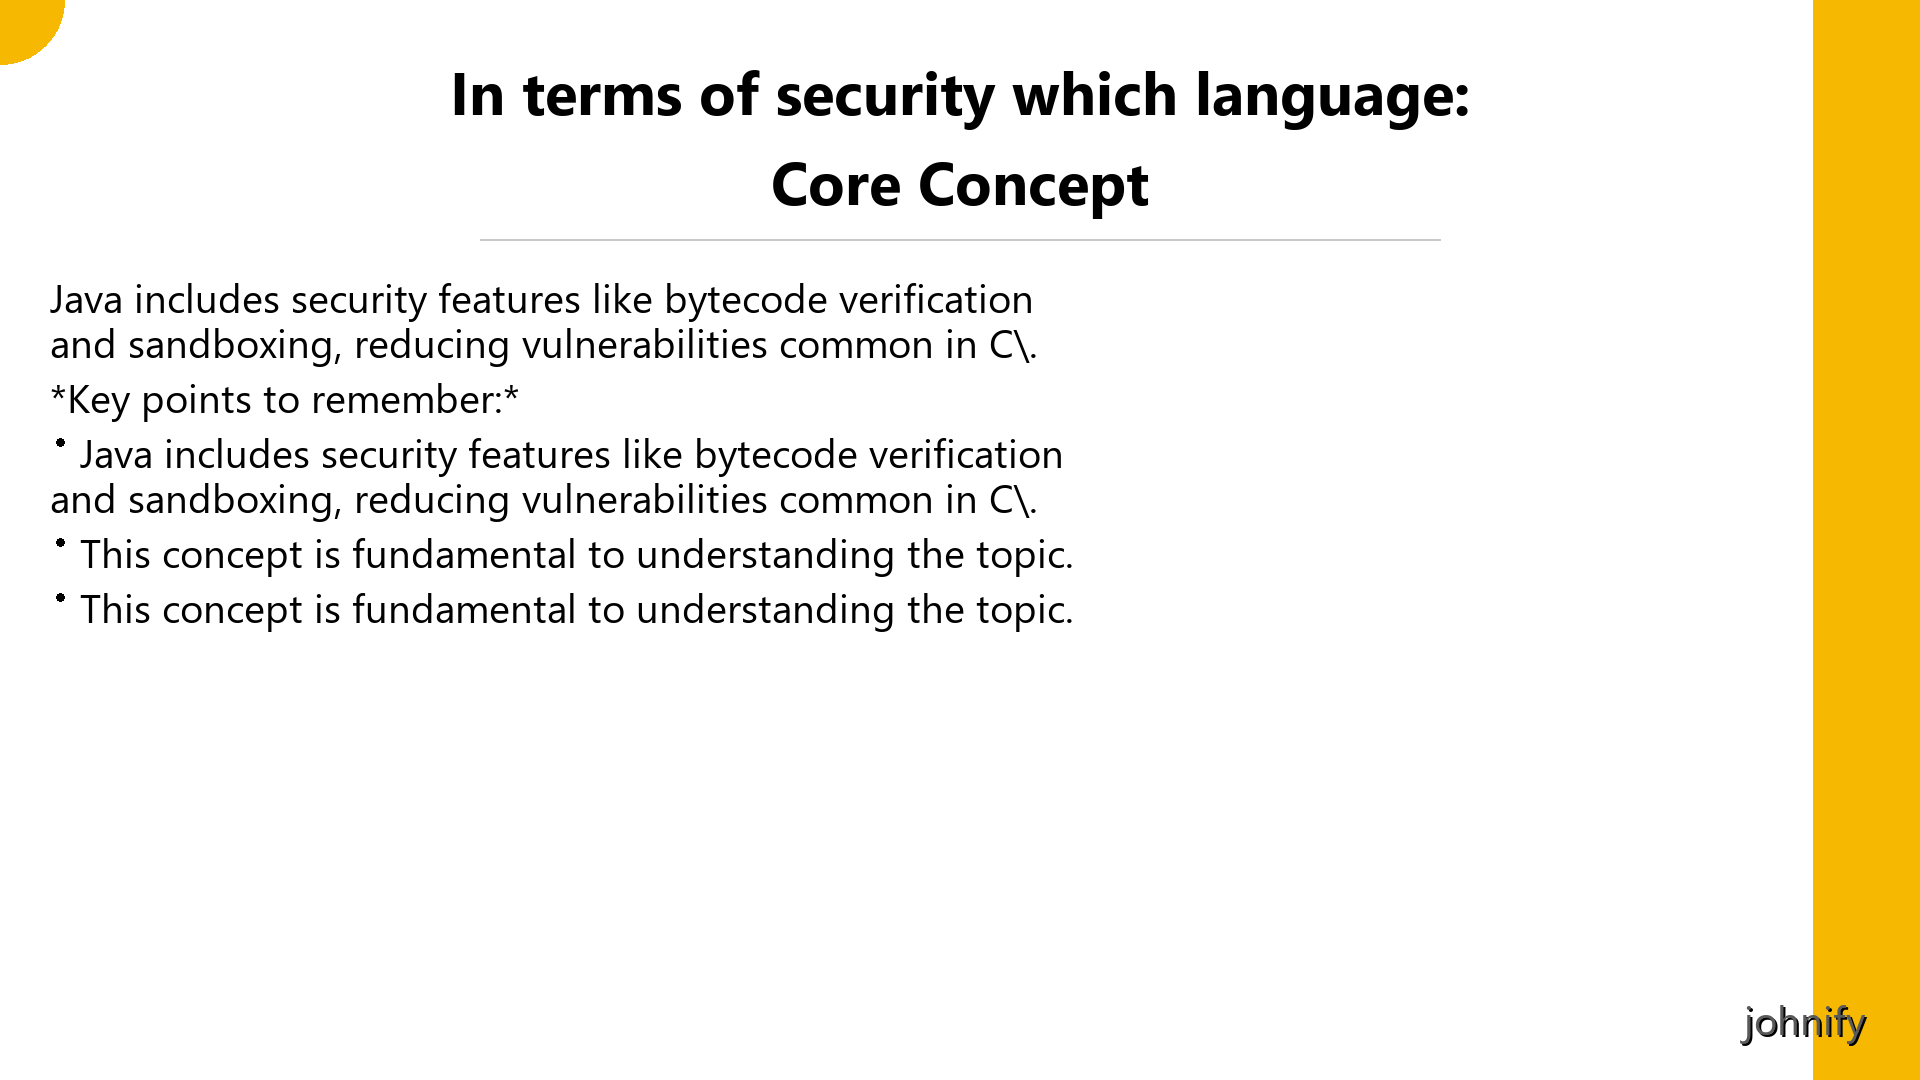 In terms of security which language:
Core Concept
Java includes security features like bytecode verification
and sandboxing, reducing vulnerabilities common in C\.
*Key points to remember:*
• Java includes security features like bytecode verification
and sandboxing, reducing vulnerabilities common in C\.
• This concept is fundamental to understanding the topic.
• This concept is fundamental to understanding the topic.
johnify